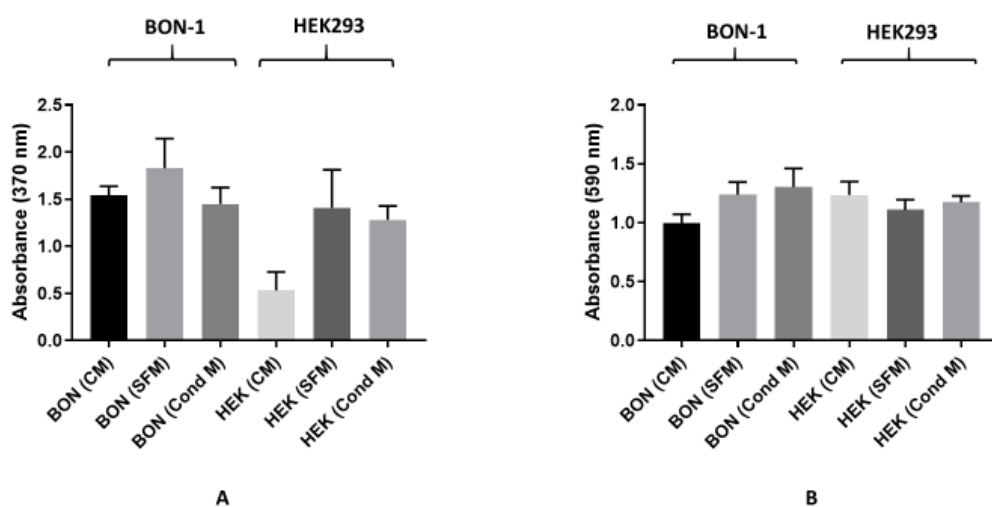 BON-1
HEK293
Absorbance (370 nm)
2.5
2.0
1.5
1.0
0.5
0.0
BON (CM)
BON (SFM)
BON (Cond M)
HEK (CM)
HEK (SFM)
HEK (Cond M)
A
BON-1
HEK293
Absorbance (590 nm)
2.0
1.5
1.0
0.5
0.0
BON (CM)
BON (SFM)
BON (Cond M)
HEK (CM)
HEK (SFM)
HEK (Cond M)
B